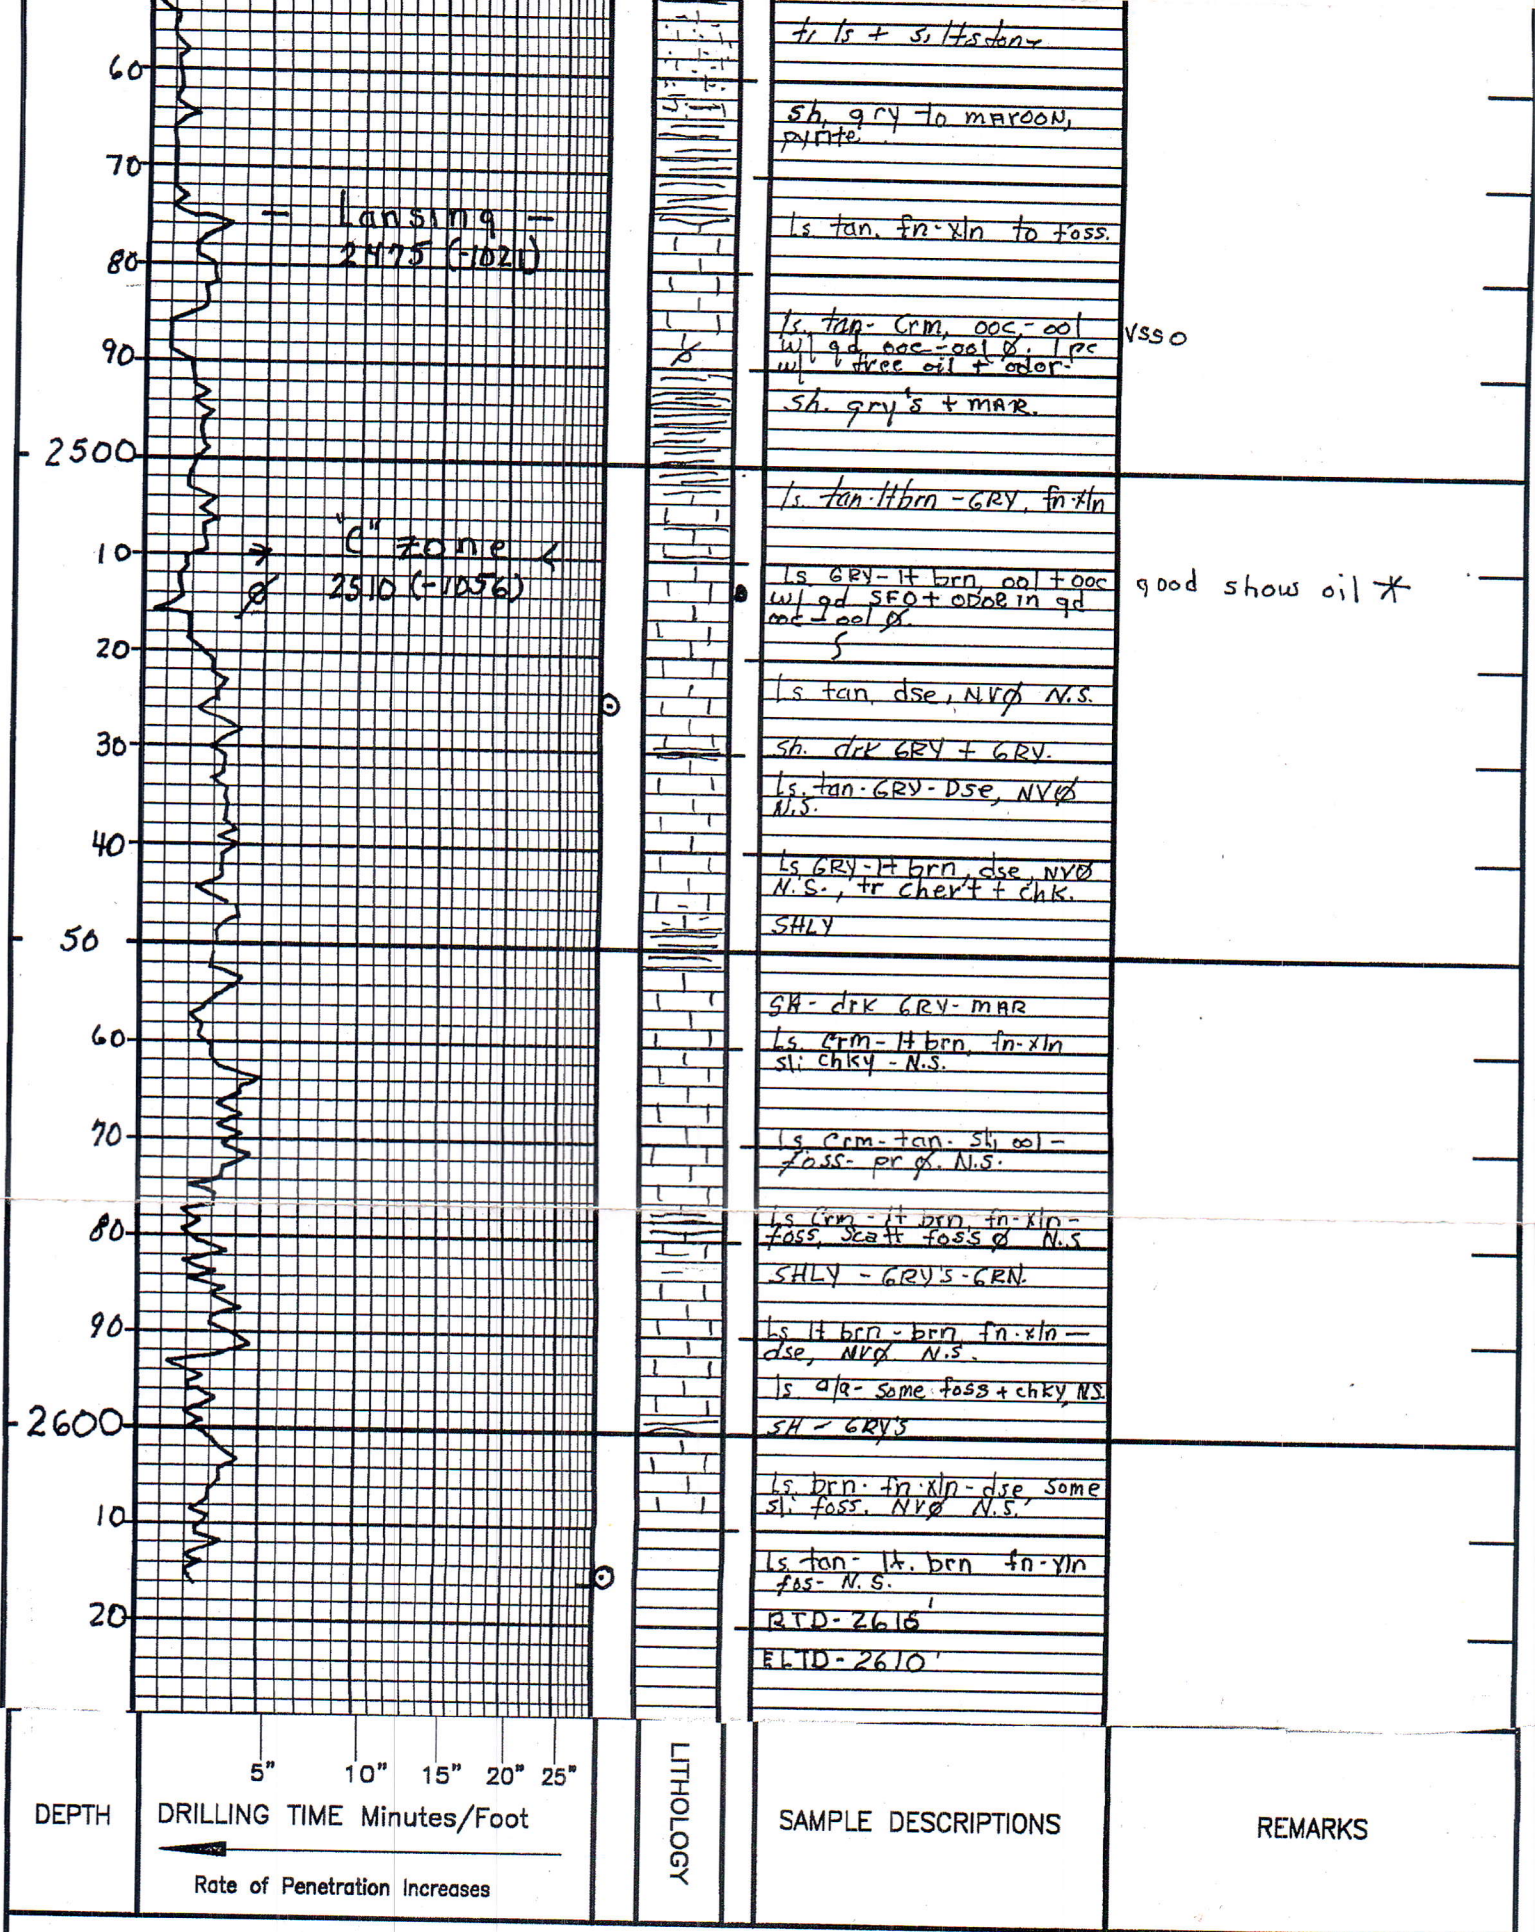 tr ls + siltstone
60
sh, gry to MAROON,
pyrite
70
- Lansing -
Ls tan, fn-xln to foss.
2475 (-1021)
80
ls. tan- Crm, ooc-ool
VSSO
w/ gd ooc-ool Ø. 1 pc
90
w/ free oil + odor.
sh. gry's + MAR.
2500
ls. tan-lt brn - GRY, fn-xln
"C" zone
10
Ls GRY- lt brn, ool + ooc
good show oil *
Ø 2510 (-1056)
w/ gd SFO + ODOR in gd
ooc-ool Ø.
20
Ls tan, dse, NVØ N.S.
30
sh. drk GRY + GRY.
Ls. tan-GRY-Dse, NVØ
N.S.
40
Ls GRY-lt brn, dse, NVØ
N.S., tr chert + chk.
SHLY
50
SH- drk GRY-MAR
60
Ls. Crm- lt brn, fn-xln
sli chky - N.S.
70
Ls Crm-tan- sli ool-
foss- pr Ø. N.S.
Ls Crm - lt brn, fn-xln-
80
foss, scatt foss Ø N.S
SHLY - GRY'S-GRN.
90
Ls lt brn - brn, fn-xln-
dse, NVØ N.S.
ls a/a- some foss + chky, NS.
2600
SH - GRY'S
Ls. brn- fn-xln-dse, some
sli foss. NVØ N.S.
10
Ls tan- lt. brn fn-xln
fos- N.S.
20
RTD-2616'
ELTD-2610'
5" 10" 15" 20" 25"
DEPTH
DRILLING TIME Minutes/Foot
Rate of Penetration Increases
LITHOLOGY
SAMPLE DESCRIPTIONS
REMARKS